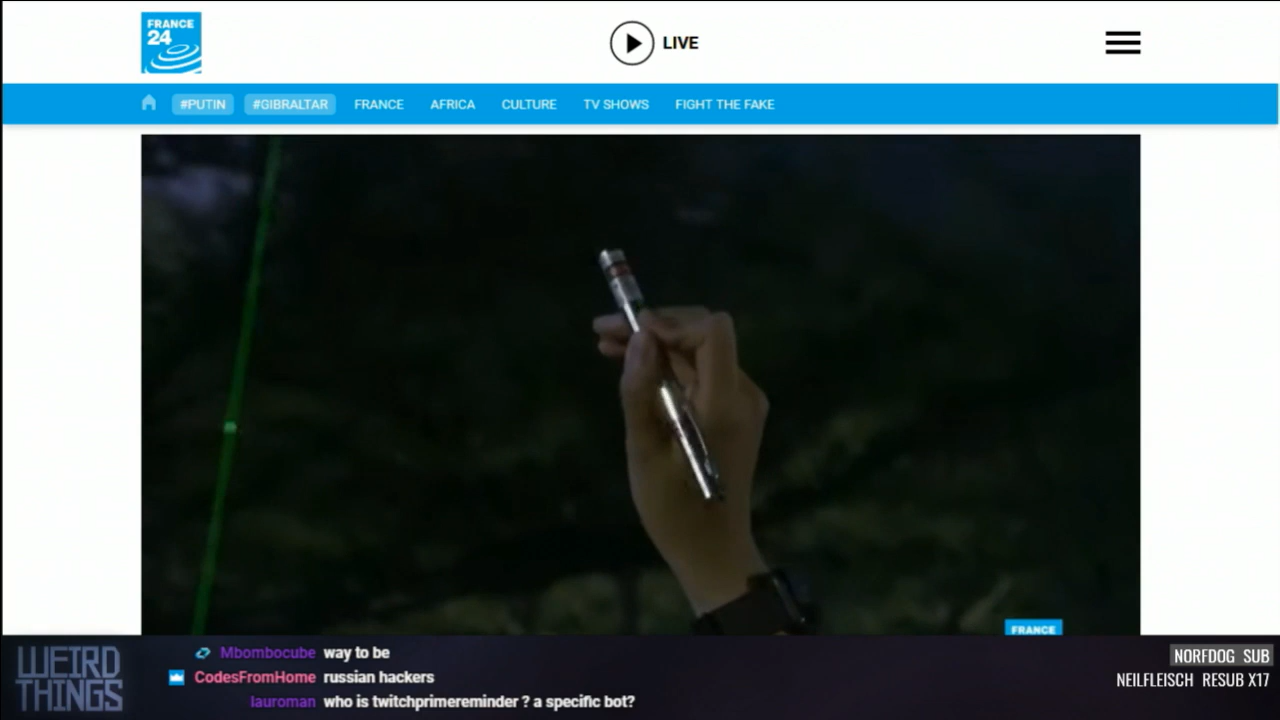 FRANCE
24
LIVE
#PUTIN #GIBRALTAR FRANCE AFRICA CULTURE TV SHOWS FIGHT THE FAKE
FRANCE
WEIRD
THINGS
Mbombocube way to be
CodesFromHome russian hackers
lauroman who is twitchprimereminder ? a specific bot?
NORFDOG SUB
NEILFLEISCH RESUB X17